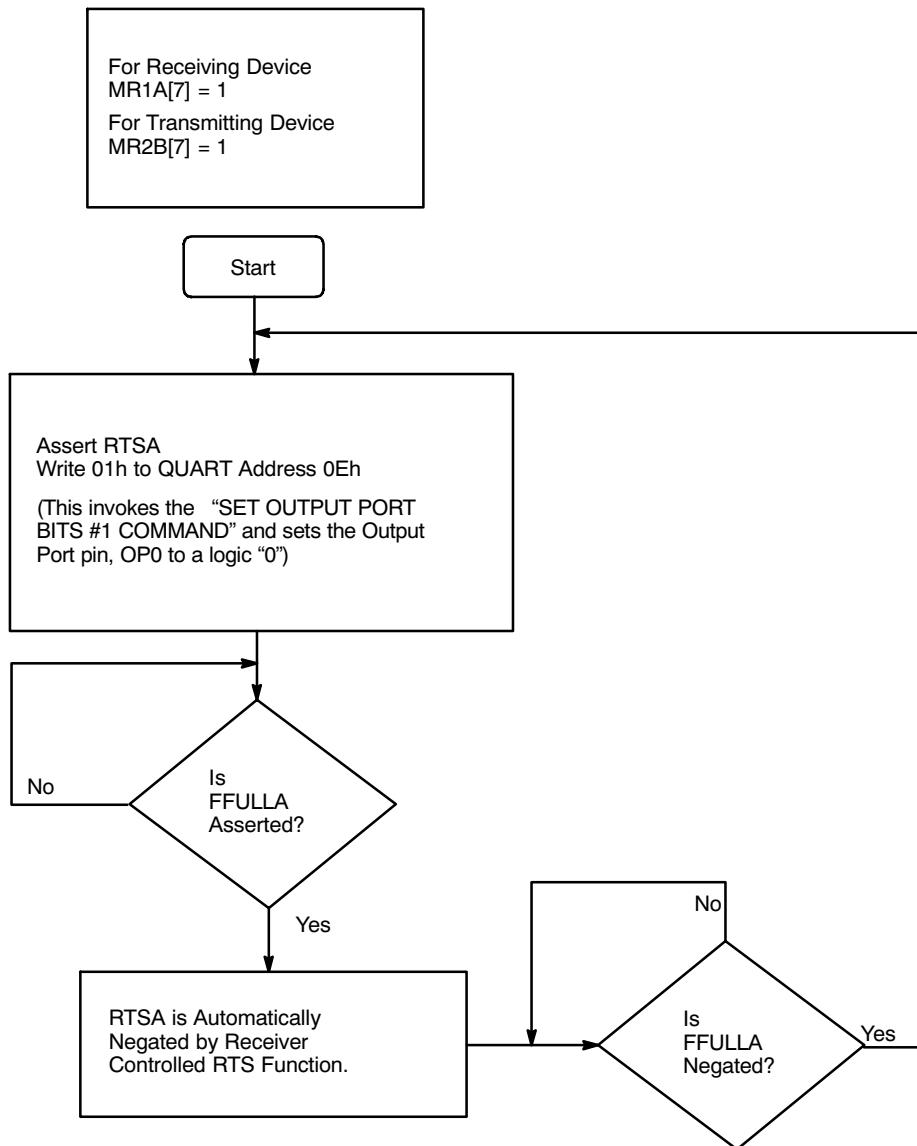 For Receiving Device
MR1A[7] = 1
For Transmitting Device
MR2B[7] = 1
Start
Assert RTSA
Write 01h to QUART Address 0Eh
(This invokes the “SET OUTPUT PORT
BITS #1 COMMAND” and sets the Output
Port pin, OP0 to a logic “0”)
No
Is
FFULLA
Asserted?
Yes
RTSA is Automatically
Negated by Receiver
Controlled RTS Function.
No
Is
FFULLA
Negated?
Yes